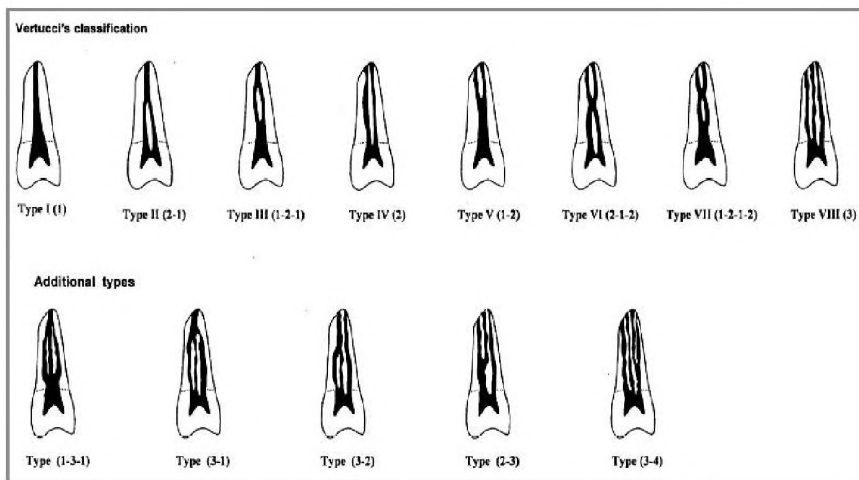 Vertucci's classification
Type I (1) Type II (2-1) Type III (1-2-1) Type IV (2) Type V (1-2) Type VI (2-1-2) Type VII (1-2-1-2) Type VIII (3)
Additional types
Type (1-3-1) Type (3-1) Type (3-2) Type (2-3) Type (3-4)